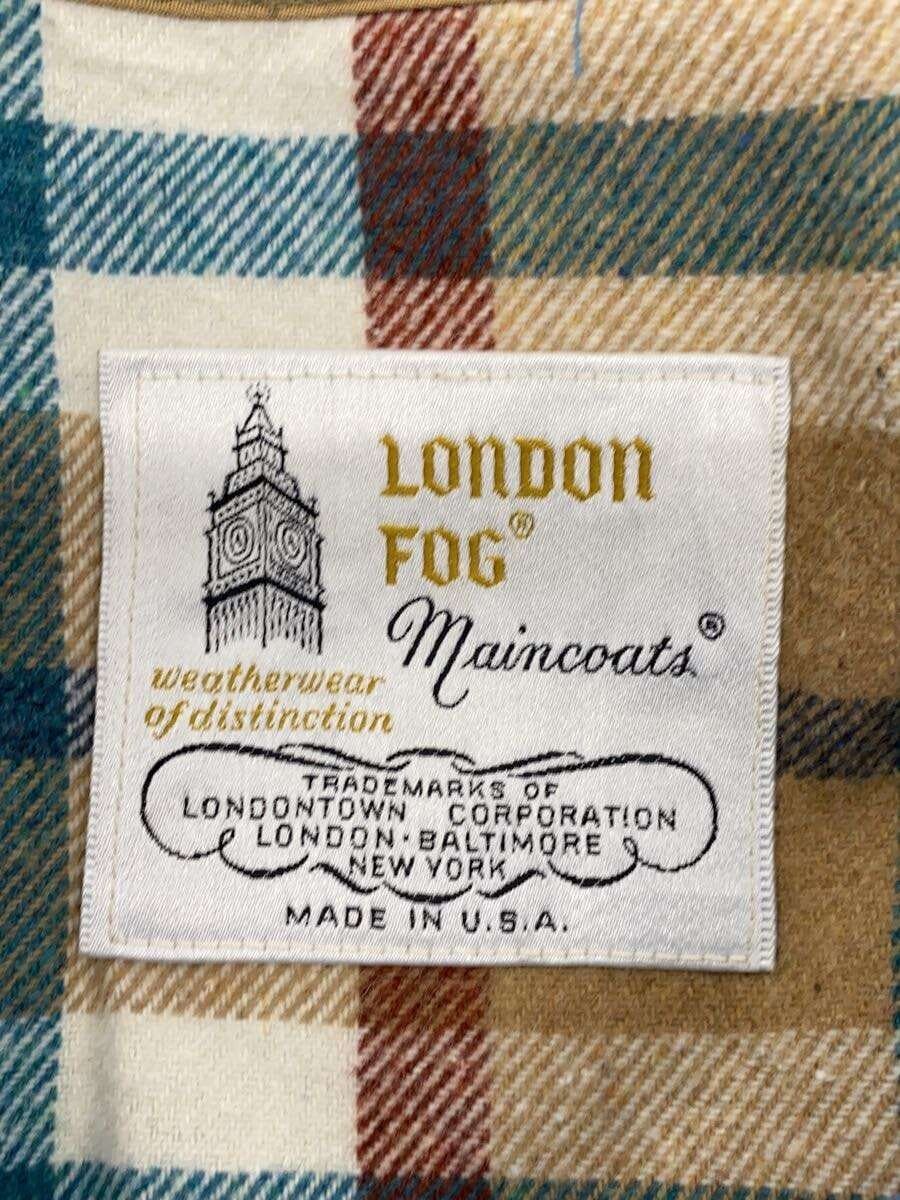 LONDON
FOG®
Maincoats®
weatherwear
of distinction
TRADEMARKS OF
LONDONTOWN CORPORATION
LONDON · BALTIMORE
NEW YORK
MADE IN U.S.A.